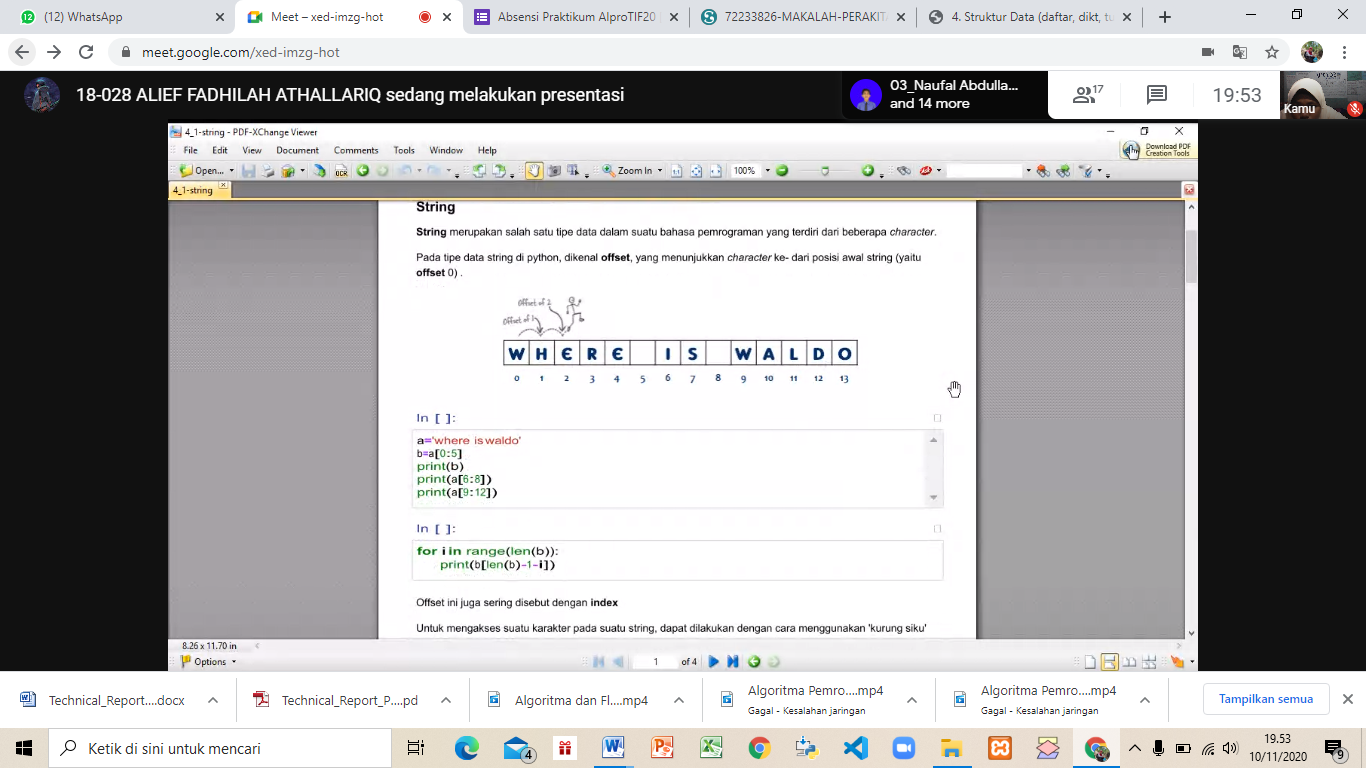 (12) WhatsApp
Meet – xed-imzg-hot
Absensi Praktikum AlproTIF20
72233826-MAKALAH-PERAKITA
4. Struktur Data (daftar, dikt, tu
meet.google.com/xed-imzg-hot
18-028 ALIEF FADHILAH ATHALLARIQ sedang melakukan presentasi
03_Naufal Abdulla...
and 14 more
17
19:53
Kamu
4_1-string - PDF-XChange Viewer
File Edit View Document Comments Tools Window Help
Download PDF
Creation Tools
Open...
OCR
Zoom In
100%
4_1-string
String
String merupakan salah satu tipe data dalam suatu bahasa pemrograman yang terdiri dari beberapa character.
Pada tipe data string di python, dikenal offset, yang menunjukkan character ke- dari posisi awal string (yaitu
offset 0) .
Offset of 2
Offset of 1
W H E R E I S W A L D O
0 1 2 3 4 5 6 7 8 9 10 11 12 13
In [ ]:
a='where is waldo'
b=a[0:5]
print(b)
print(a[6:8])
print(a[9:12])
In [ ]:
for i in range(len(b)):
print(b[len(b)-1-i])
Offset ini juga sering disebut dengan index
Untuk mengakses suatu karakter pada suatu string, dapat dilakukan dengan cara menggunakan 'kurung siku'
8.26 x 11.70 in
Options
1 of 4
Technical_Report....docx
Technical_Report_P....pd
Algoritma dan Fl....mp4
Algoritma Pemro....mp4
Gagal - Kesalahan jaringan
Algoritma Pemro....mp4
Gagal - Kesalahan jaringan
Tampilkan semua
Ketik di sini untuk mencari
4
19.53
10/11/2020
9